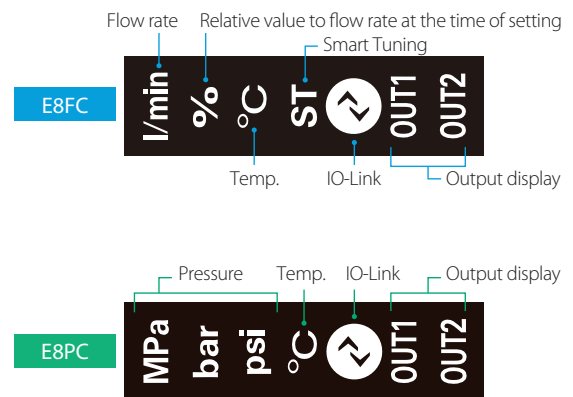 Flow rate
Relative value to flow rate at the time of setting
Smart Tuning
E8FC
l/min
%
°C
ST
OUT1
OUT2
Temp.
IO-Link
Output display
Pressure
Temp.
IO-Link
Output display
E8PC
MPa
bar
psi
°C
OUT1
OUT2